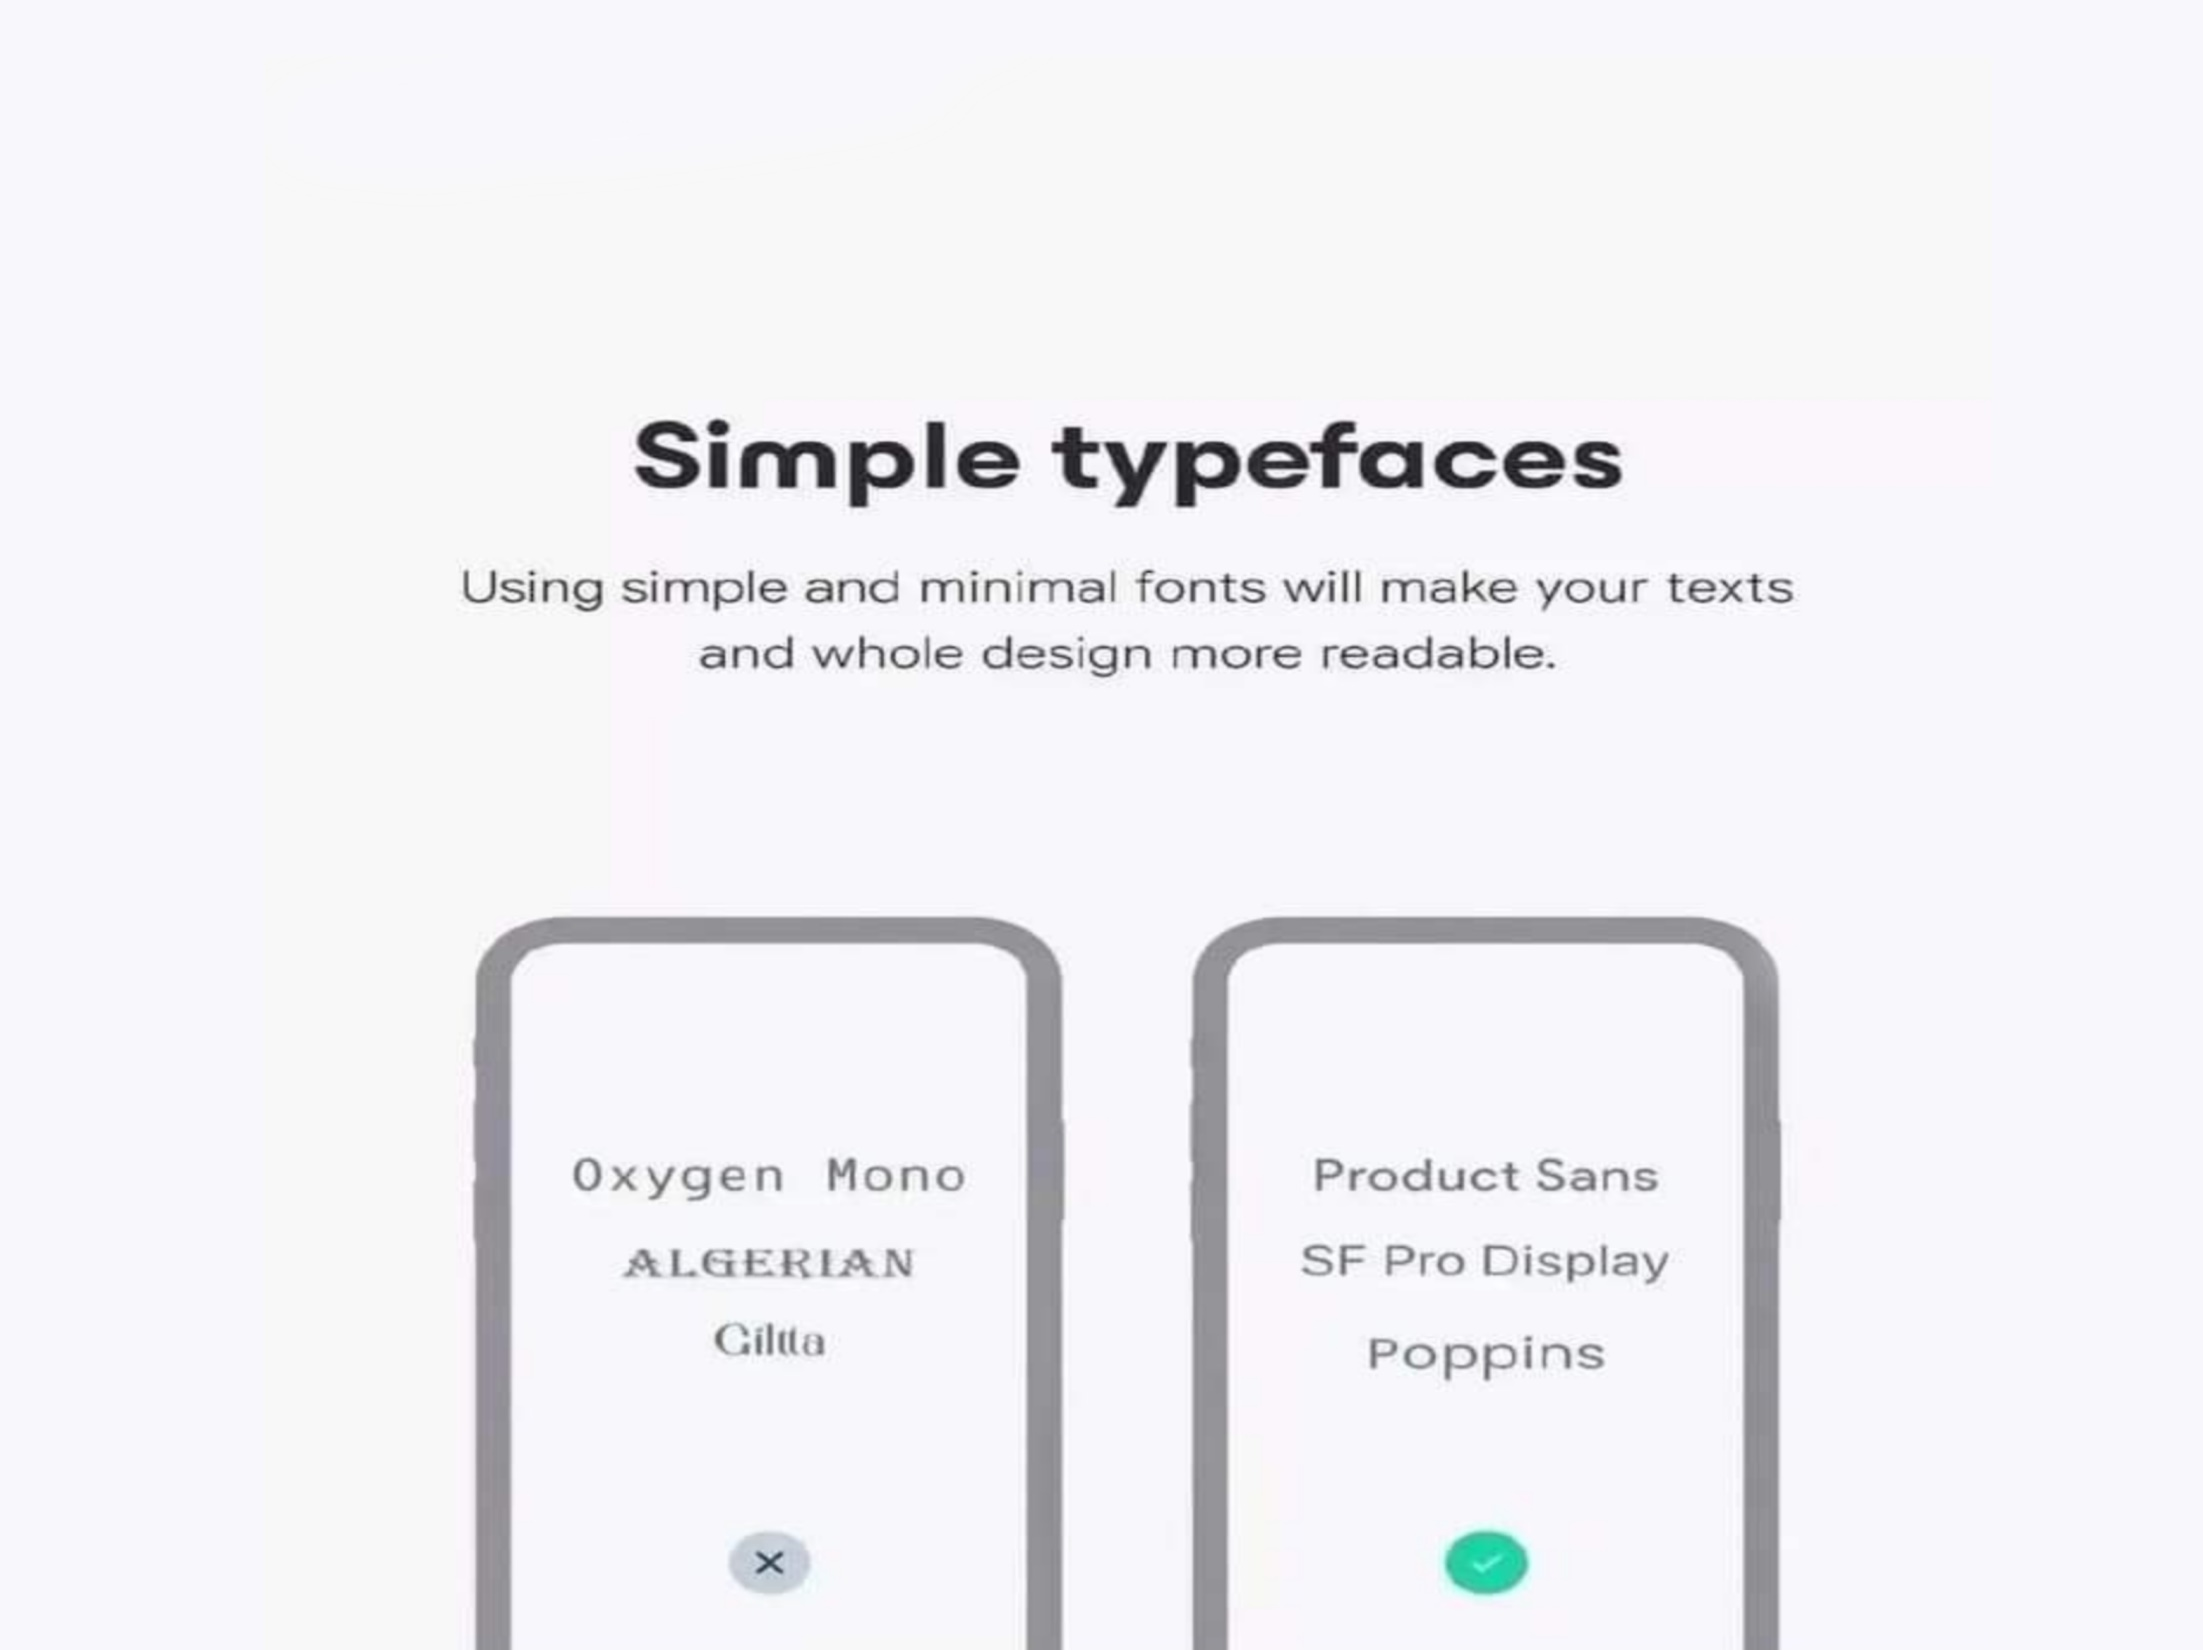 Simple typefaces
Using simple and minimal fonts will make your texts
and whole design more readable.
Oxygen Mono
ALGERIAN
Giltta
Product Sans
SF Pro Display
Poppins